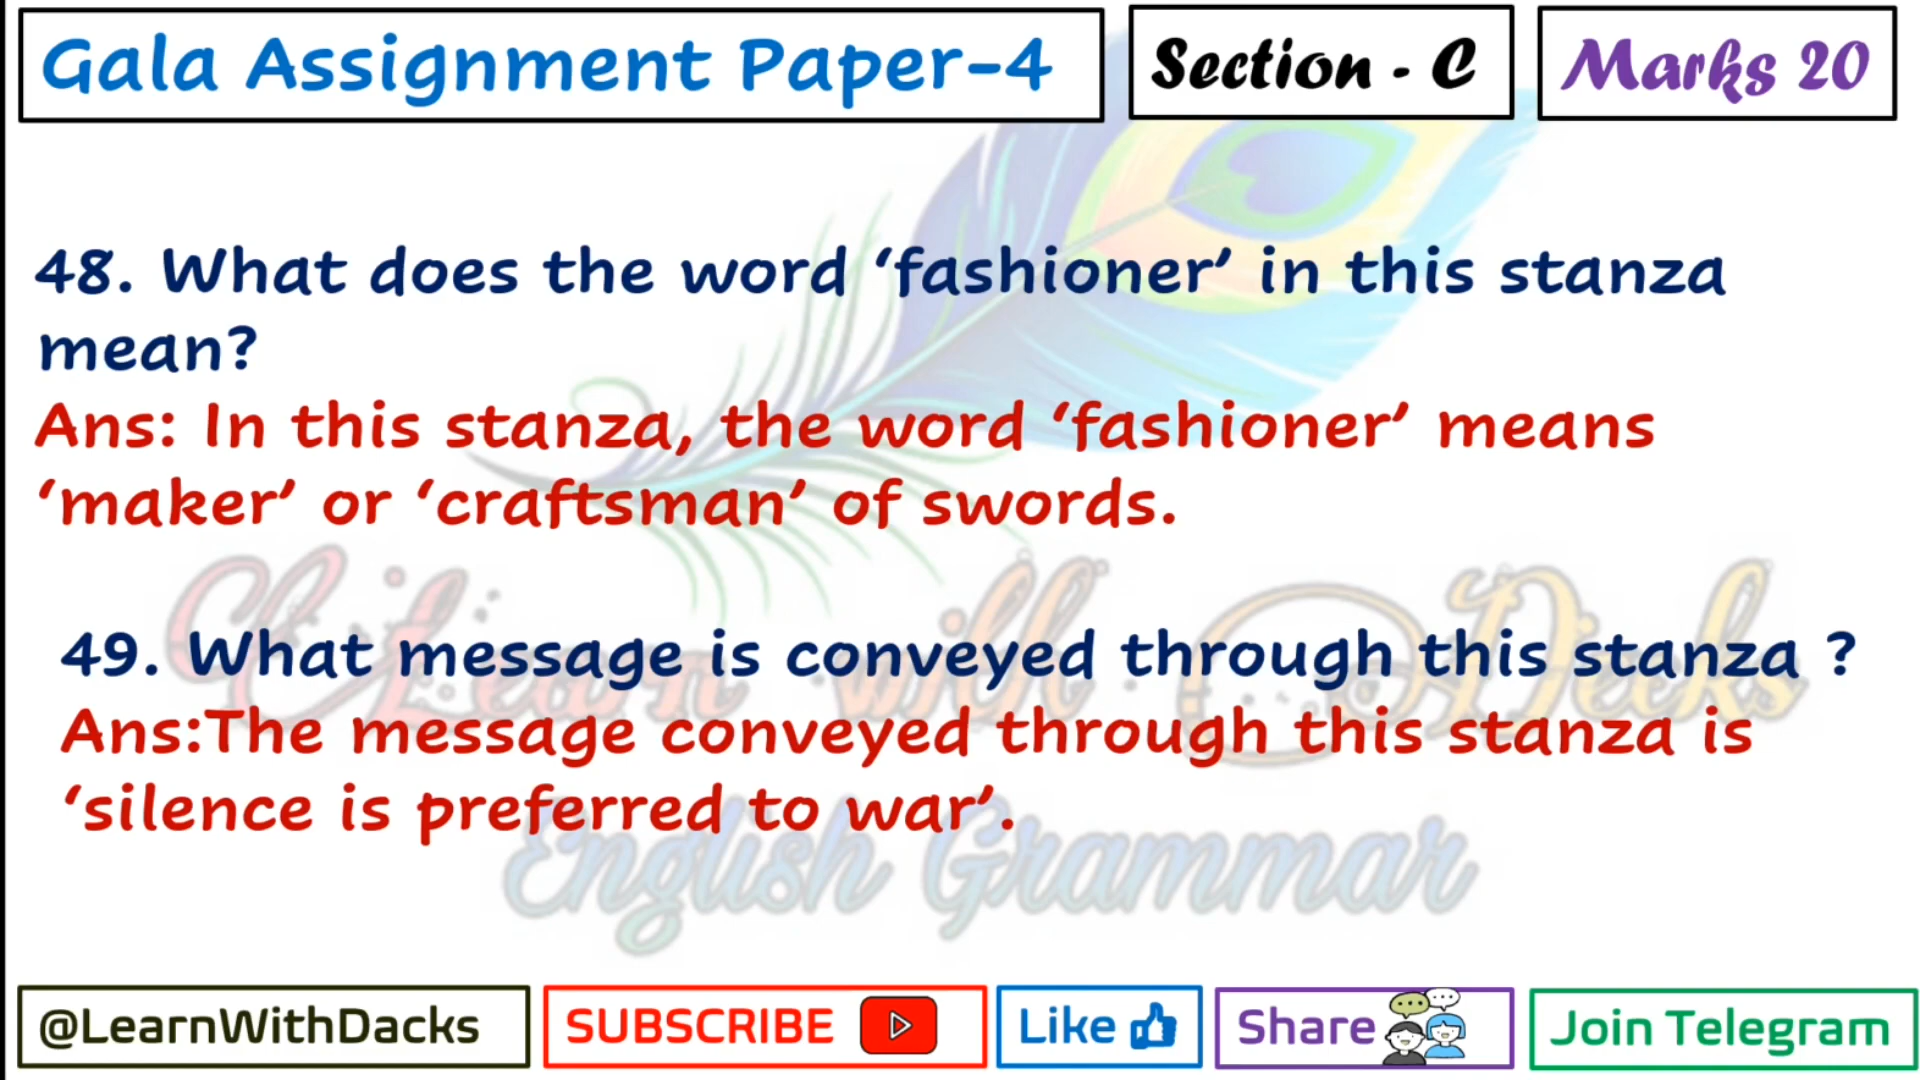 Gala Assignment Paper-4
Section - C
Marks 20
48. What does the word ‘fashioner’ in this stanza
mean?
Ans: In this stanza, the word ‘fashioner’ means
‘maker’ or ‘craftsman’ of swords.
49. What message is conveyed through this stanza ?
Ans:The message conveyed through this stanza is
‘silence is preferred to war’.
Learn with Dacks
English Grammar
@LearnWithDacks
SUBSCRIBE
Like
Share
Join Telegram